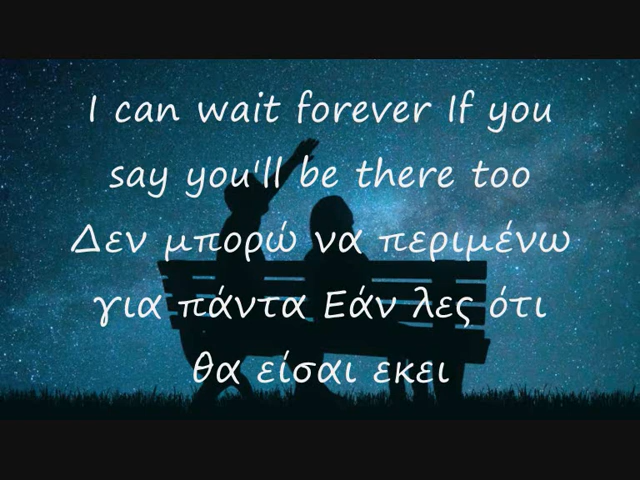 I can wait forever If you
say you'll be there too
Δεν μπορώ να περιμένω
για πάντα Εάν λες ότι
θα είσαι εκει